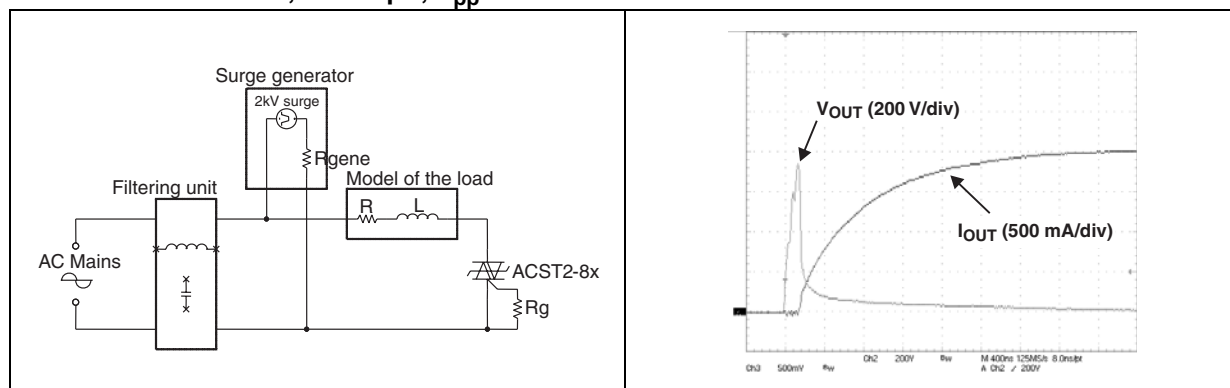 Surge generator
2kV surge
Rgene
Filtering unit
Model of the load
R
L
AC Mains
ACST2-8x
Rg
VOUT (200 V/div)
IOUT (500 mA/div)
Ch2 200V
M 400ns 125MS/s 8.0ns/pt
Ch3 500mV
A Ch2 / 200V